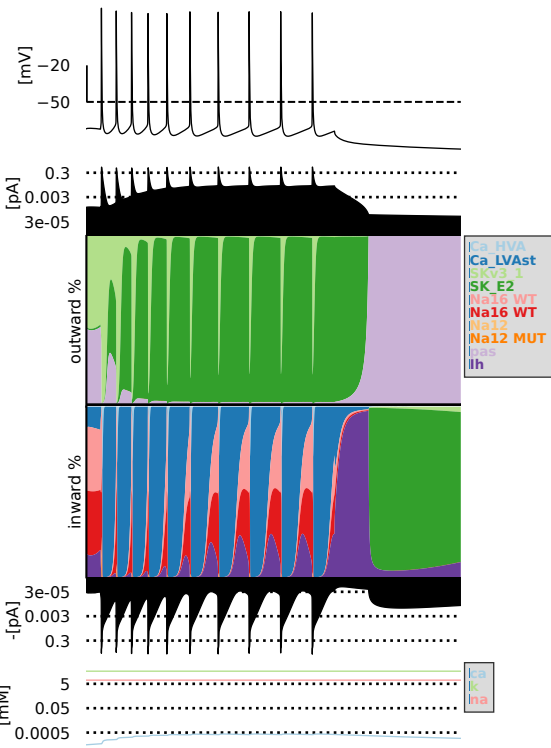 [mV]
−20
−50
[pA]
0.3
0.003
3e-05
outward %
Ca_HVA
Ca_LVAst
SKv3_1
SK_E2
Na16 WT
Na16 WT
Na12
Na12 MUT
pas
Ih
inward %
-[pA]
3e-05
0.003
0.3
[mM]
5
0.05
0.0005
ca
k
na